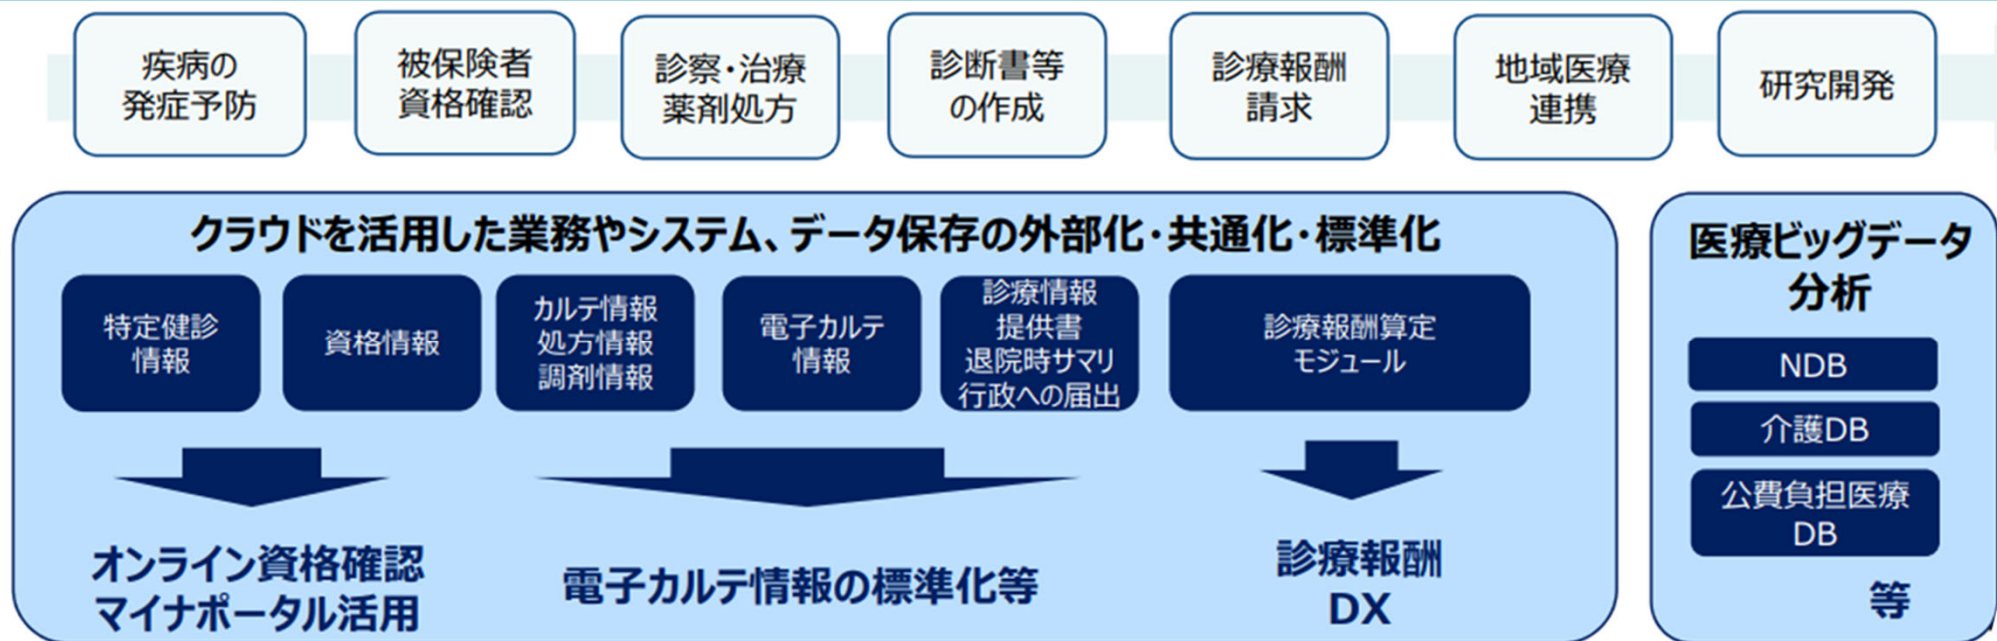 疾病の
発症予防
被保険者
資格確認
診察・治療
薬剤処方
診断書等
の作成
診療報酬
請求
地域医療
連携
研究開発
クラウドを活用した業務やシステム、データ保存の外部化・共通化・標準化
特定健診
情報
資格情報
カルテ情報
処方情報
調剤情報
電子カルテ
情報
診療情報
提供書
退院時サマリ
行政への届出
診療報酬算定
モジュール
オンライン資格確認
マイナポータル活用
電子カルテ情報の標準化等
診療報酬
DX
医療ビッグデータ
分析
NDB
介護DB
公費負担医療
DB
等